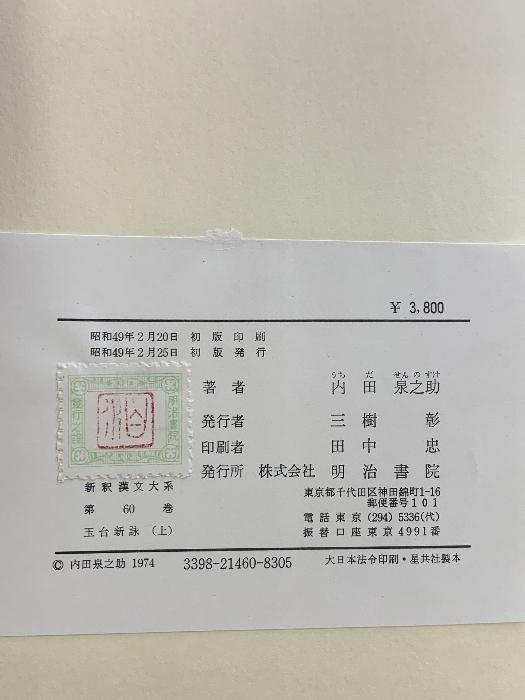 ¥ 3,800
昭和49年2月20日 初版印刷
昭和49年2月25日 初版発行
うち だ せんのすけ
著者 内田泉之助
発行者 三樹 彰
印刷者 田中 忠
発行所 株式会社 明治書院
東京都千代田区神田錦町1-16
郵便番号101
電話東京(294)5336(代)
振替口座東京4991番
明治書院
発行之証
新釈漢文大系
第60巻
玉台新詠(上)
© 内田泉之助 1974 3398-21460-8305 大日本法令印刷・星共社製本